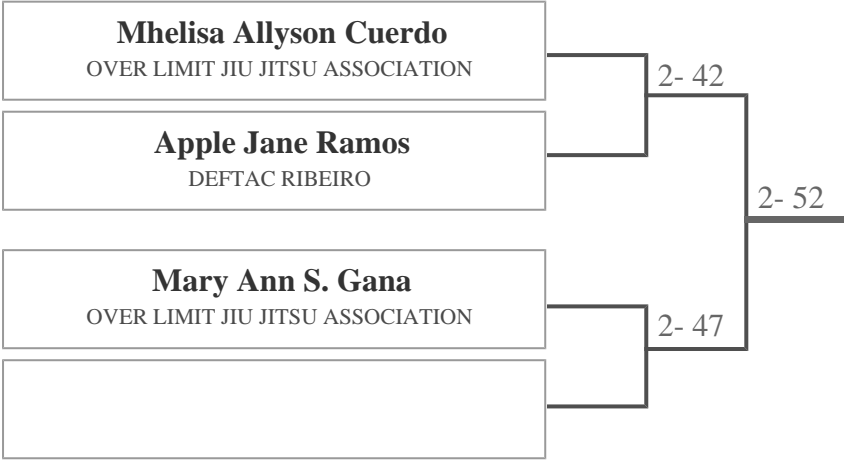 Mhelisa Allyson Cuerdo
OVER LIMIT JIU JITSU ASSOCIATION
2- 42
Apple Jane Ramos
DEFTAC RIBEIRO
2- 52
Mary Ann S. Gana
OVER LIMIT JIU JITSU ASSOCIATION
2- 47